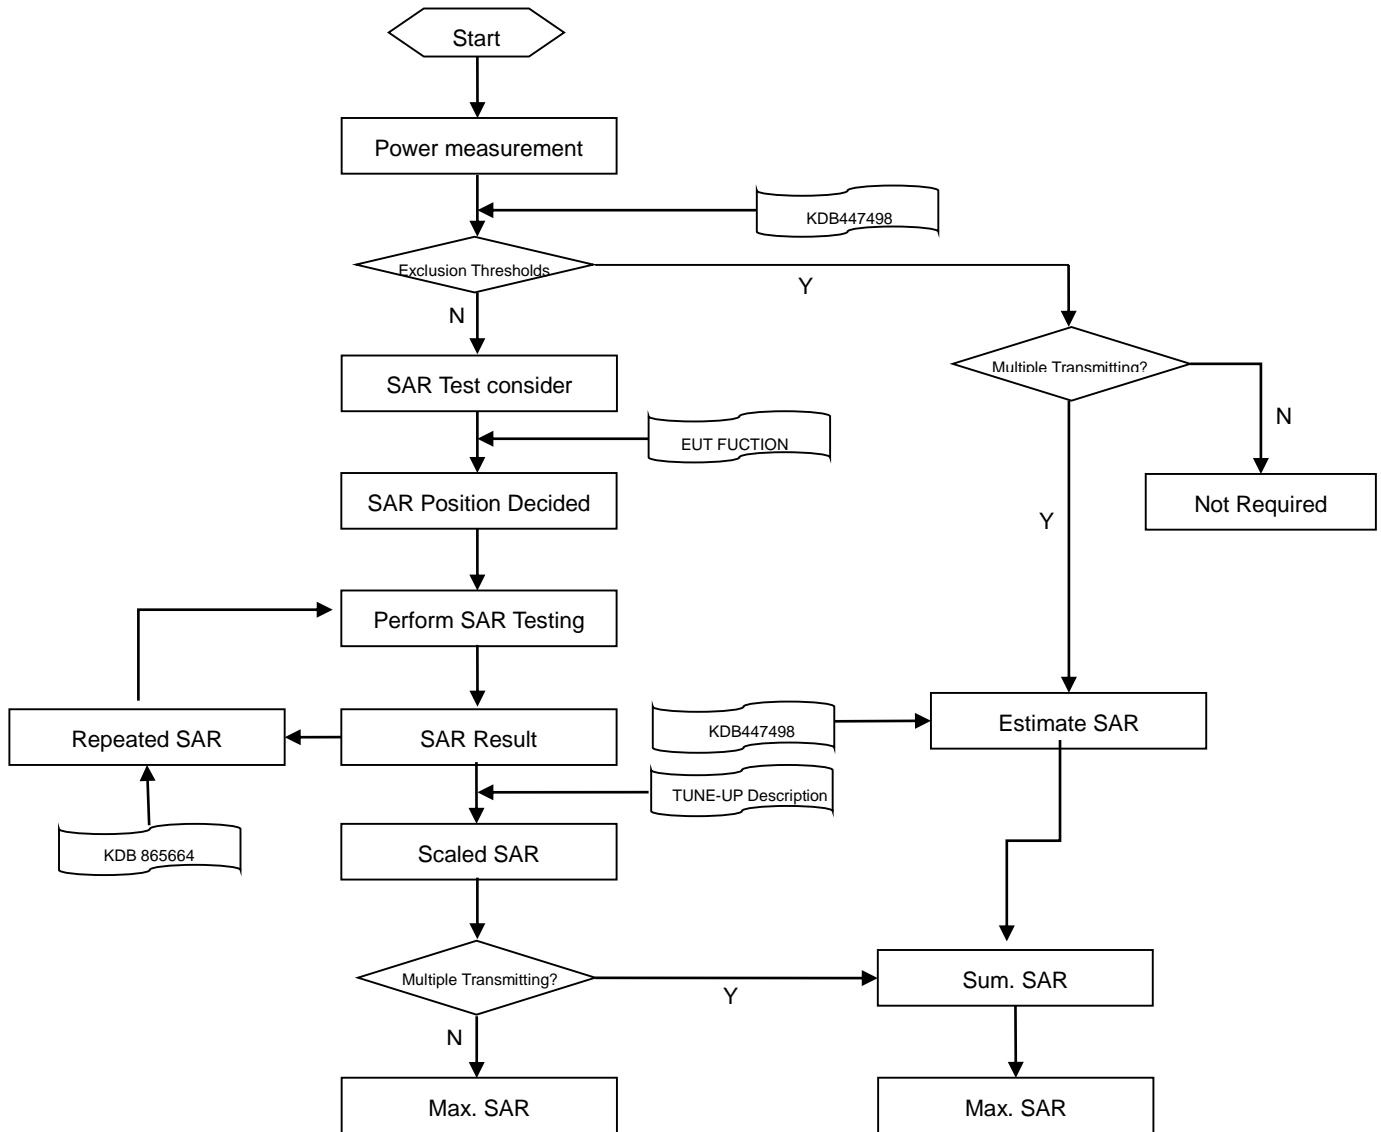 Start
Power measurement
KDB447498
Exclusion Thresholds
Y
N
Multiple Transmitting?
SAR Test consider
N
EUT FUCTION
SAR Position Decided
Not Required
Y
Perform SAR Testing
Repeated SAR
SAR Result
KDB447498
Estimate SAR
TUNE-UP Description
KDB 865664
Scaled SAR
Multiple Transmitting?
Y
Sum. SAR
N
Max. SAR
Max. SAR